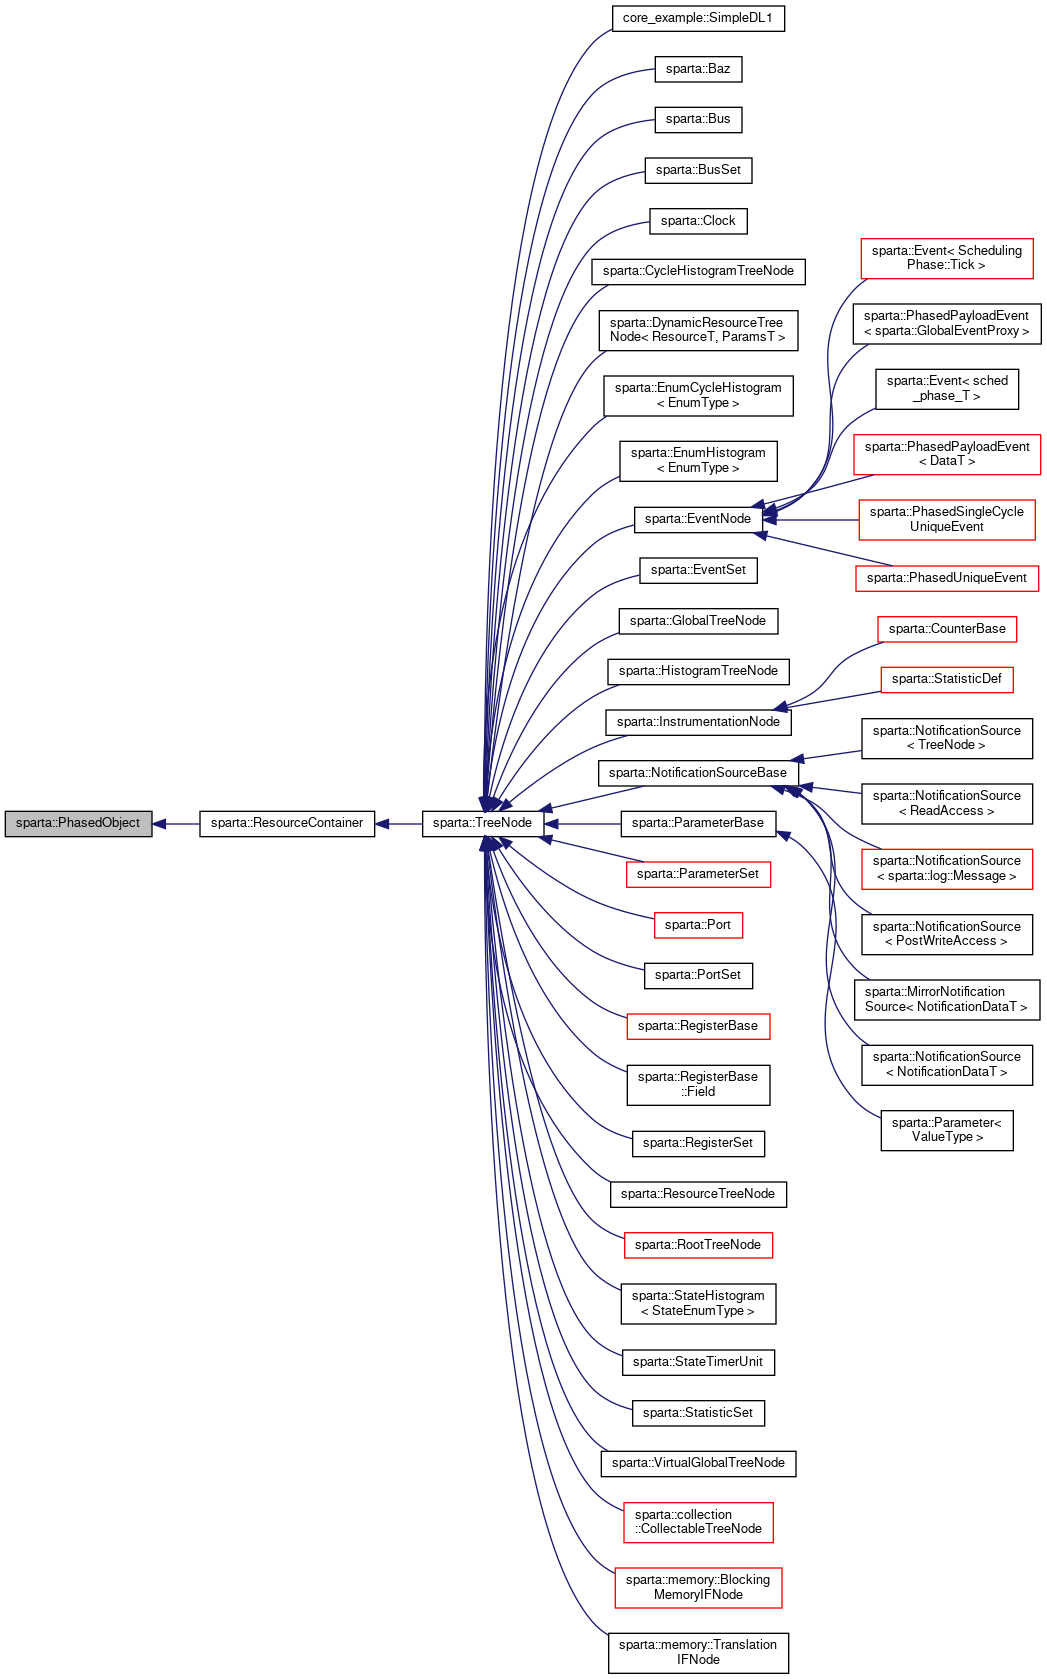 sparta::PhasedObject
sparta::ResourceContainer
sparta::TreeNode
core_example::SimpleDL1
sparta::Baz
sparta::Bus
sparta::BusSet
sparta::Clock
sparta::CycleHistogramTreeNode
sparta::DynamicResourceTree
Node< ResourceT, ParamsT >
sparta::EnumCycleHistogram
< EnumType >
sparta::EnumHistogram
< EnumType >
sparta::EventNode
sparta::EventSet
sparta::GlobalTreeNode
sparta::HistogramTreeNode
sparta::InstrumentationNode
sparta::NotificationSourceBase
sparta::ParameterBase
sparta::ParameterSet
sparta::Port
sparta::PortSet
sparta::RegisterBase
sparta::RegisterBase
::Field
sparta::RegisterSet
sparta::ResourceTreeNode
sparta::RootTreeNode
sparta::StateHistogram
< StateEnumType >
sparta::StateTimerUnit
sparta::StatisticSet
sparta::VirtualGlobalTreeNode
sparta::collection
::CollectableTreeNode
sparta::memory::Blocking
MemoryIFNode
sparta::memory::Translation
IFNode
sparta::Event< Scheduling
Phase::Tick >
sparta::PhasedPayloadEvent
< sparta::GlobalEventProxy >
sparta::Event< sched
_phase_T >
sparta::PhasedPayloadEvent
< DataT >
sparta::PhasedSingleCycle
UniqueEvent
sparta::PhasedUniqueEvent
sparta::CounterBase
sparta::StatisticDef
sparta::NotificationSource
< TreeNode >
sparta::NotificationSource
< ReadAccess >
sparta::NotificationSource
< sparta::log::Message >
sparta::NotificationSource
< PostWriteAccess >
sparta::MirrorNotification
Source< NotificationDataT >
sparta::NotificationSource
< NotificationDataT >
sparta::Parameter<
ValueType >